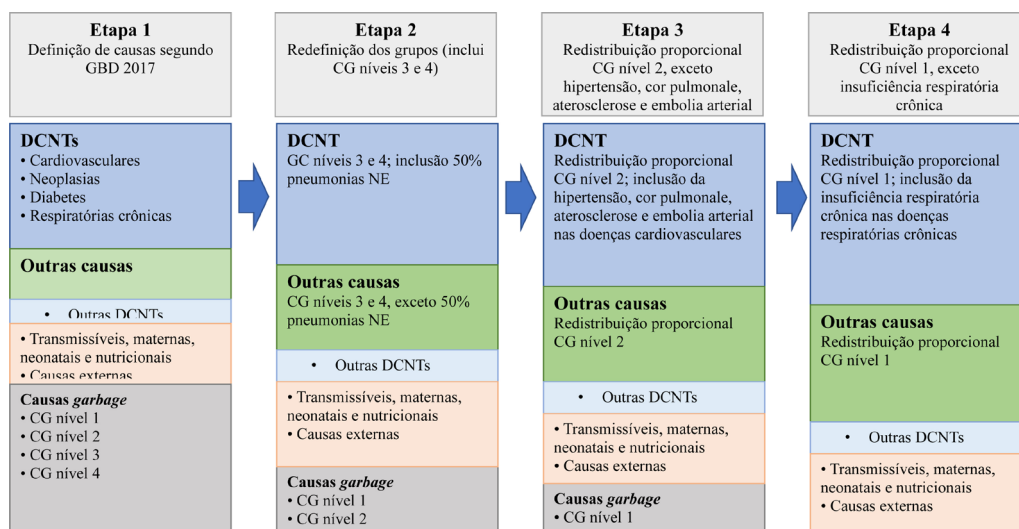 Etapa 1
Definição de causas segundo
GBD 2017
DCNTs
• Cardiovasculares
• Neoplasias
• Diabetes
• Respiratórias crônicas
Outras causas
• Outras DCNTs
• Transmissíveis, maternas,
neonatais e nutricionais
• Causas externas
Causas garbage
• CG nível 1
• CG nível 2
• CG nível 3
• CG nível 4
Etapa 2
Redefinição dos grupos (inclui
CG níveis 3 e 4)
DCNT
GC níveis 3 e 4; inclusão 50%
pneumonias NE
Outras causas
CG níveis 3 e 4, exceto 50%
pneumonias NE
• Outras DCNTs
• Transmissíveis, maternas,
neonatais e nutricionais
• Causas externas
Causas garbage
• CG nível 1
• CG nível 2
Etapa 3
Redistribuição proporcional
CG nível 2, exceto
hipertensão, cor pulmonale,
aterosclerose e embolia arterial
DCNT
Redistribuição proporcional
CG nível 2; inclusão da
hipertensão, cor pulmonale,
aterosclerose e embolia arterial
nas doenças cardiovasculares
Outras causas
Redistribuição proporcional
CG nível 2
• Outras DCNTs
• Transmissíveis, maternas,
neonatais e nutricionais
• Causas externas
Causas garbage
• CG nível 1
Etapa 4
Redistribuição proporcional
CG nível 1, exceto
insuficiência respiratória
crônica
DCNT
Redistribuição proporcional
CG nível 1; inclusão da
insuficiência respiratória
crônica nas doenças
respiratórias crônicas
Outras causas
Redistribuição proporcional
CG nível 1
• Outras DCNTs
• Transmissíveis, maternas,
neonatais e nutricionais
• Causas externas